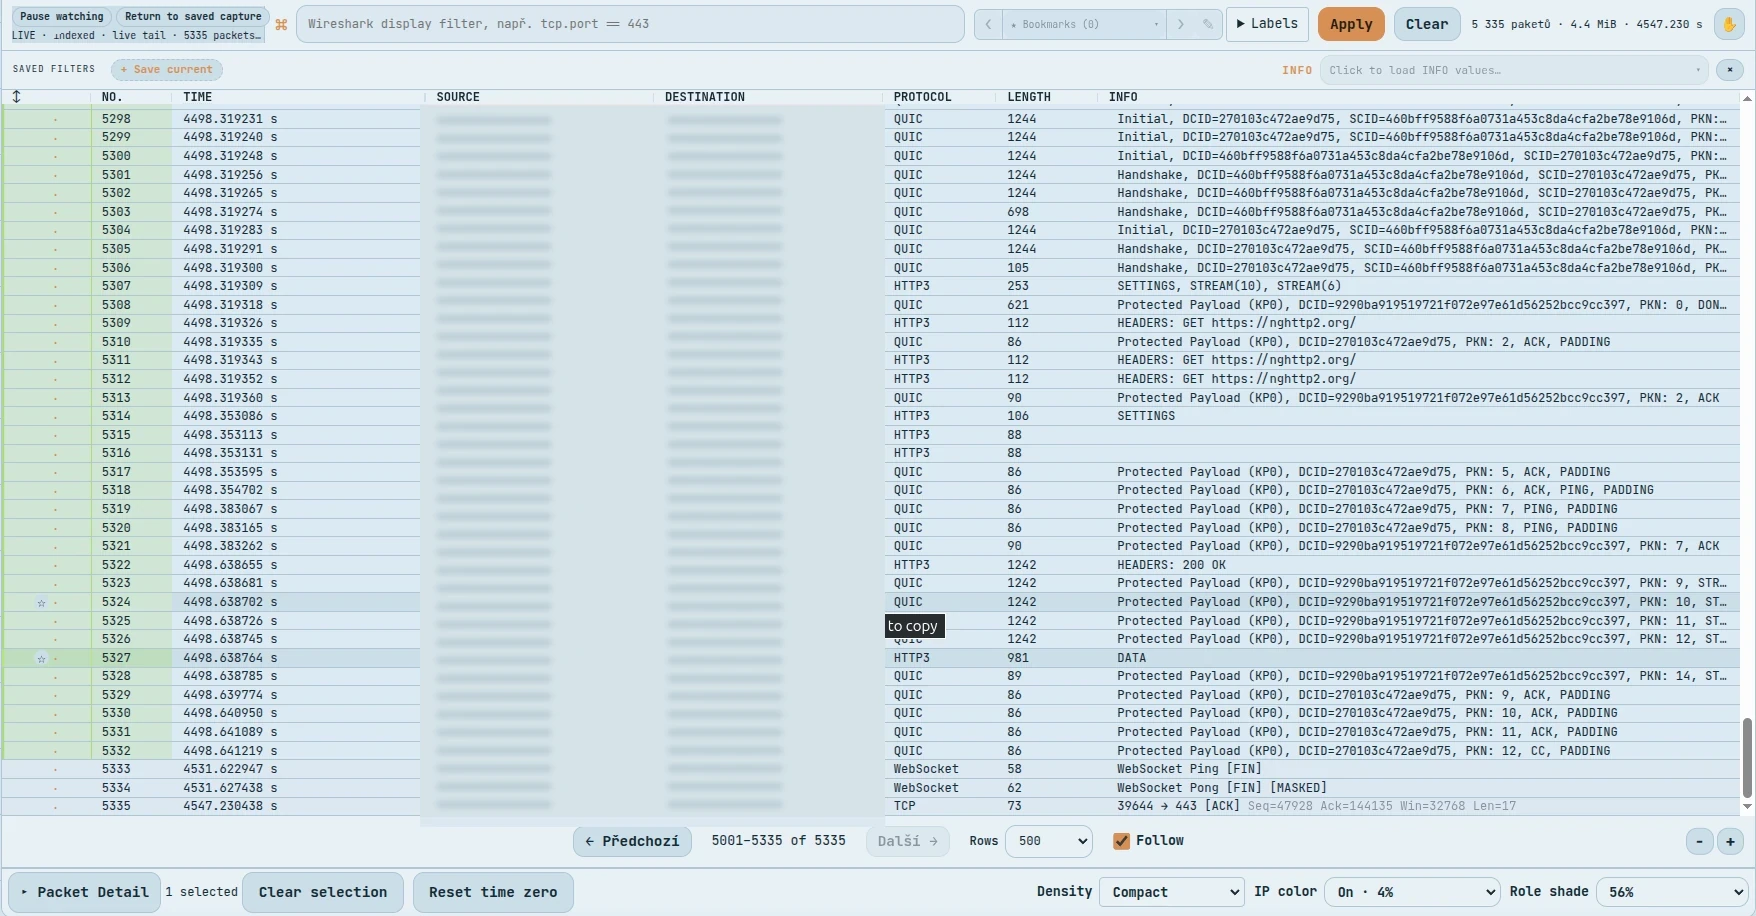 Pause watching Return to saved capture
LIVE · indexed · live tail · 5335 packets…
⌘ Wireshark display filter, např. tcp.port == 443
★ Bookmarks (0)
▶ Labels Apply Clear 5 335 paketů · 4.4 MiB · 4547.230 s
SAVED FILTERS + Save current INFO Click to load INFO values…
NO. TIME SOURCE DESTINATION PROTOCOL LENGTH INFO
5298 4498.319231 s QUIC 1244 Initial, DCID=270103c472ae9d75, SCID=460bff9588f6a0731a453c8da4cfa2be78e9106d, PKN:…
5299 4498.319240 s QUIC 1244 Initial, DCID=270103c472ae9d75, SCID=460bff9588f6a0731a453c8da4cfa2be78e9106d, PKN:…
5300 4498.319248 s QUIC 1244 Initial, DCID=460bff9588f6a0731a453c8da4cfa2be78e9106d, SCID=270103c472ae9d75, PKN:…
5301 4498.319256 s QUIC 1244 Handshake, DCID=460bff9588f6a0731a453c8da4cfa2be78e9106d, SCID=270103c472ae9d75, PK…
5302 4498.319265 s QUIC 1244 Handshake, DCID=460bff9588f6a0731a453c8da4cfa2be78e9106d, SCID=270103c472ae9d75, PK…
5303 4498.319274 s QUIC 698 Handshake, DCID=460bff9588f6a0731a453c8da4cfa2be78e9106d, SCID=270103c472ae9d75, PK…
5304 4498.319283 s QUIC 1244 Initial, DCID=460bff9588f6a0731a453c8da4cfa2be78e9106d, SCID=270103c472ae9d75, PKN:…
5305 4498.319291 s QUIC 1244 Handshake, DCID=270103c472ae9d75, SCID=460bff9588f6a0731a453c8da4cfa2be78e9106d, PK…
5306 4498.319300 s QUIC 105 Handshake, DCID=270103c472ae9d75, SCID=460bff9588f6a0731a453c8da4cfa2be78e9106d, PK…
5307 4498.319309 s HTTP3 253 SETTINGS, STREAM(10), STREAM(6)
5308 4498.319318 s QUIC 621 Protected Payload (KP0), DCID=9290ba919519721f072e97e61d56252bcc9cc397, PKN: 0, DON…
5309 4498.319326 s HTTP3 112 HEADERS: GET https://nghttp2.org/
5310 4498.319335 s QUIC 86 Protected Payload (KP0), DCID=270103c472ae9d75, PKN: 2, ACK, PADDING
5311 4498.319343 s HTTP3 112 HEADERS: GET https://nghttp2.org/
5312 4498.319352 s HTTP3 112 HEADERS: GET https://nghttp2.org/
5313 4498.319360 s QUIC 90 Protected Payload (KP0), DCID=9290ba919519721f072e97e61d56252bcc9cc397, PKN: 2, ACK
5314 4498.353086 s HTTP3 106 SETTINGS
5315 4498.353113 s HTTP3 88
5316 4498.353131 s HTTP3 88
5317 4498.353595 s QUIC 86 Protected Payload (KP0), DCID=270103c472ae9d75, PKN: 5, ACK, PADDING
5318 4498.354702 s QUIC 86 Protected Payload (KP0), DCID=270103c472ae9d75, PKN: 6, ACK, PING, PADDING
5319 4498.383067 s QUIC 86 Protected Payload (KP0), DCID=270103c472ae9d75, PKN: 7, PING, PADDING
5320 4498.383165 s QUIC 86 Protected Payload (KP0), DCID=270103c472ae9d75, PKN: 8, PING, PADDING
5321 4498.383262 s QUIC 90 Protected Payload (KP0), DCID=9290ba919519721f072e97e61d56252bcc9cc397, PKN: 7, ACK
5322 4498.638655 s HTTP3 1242 HEADERS: 200 OK
5323 4498.638681 s QUIC 1242 Protected Payload (KP0), DCID=9290ba919519721f072e97e61d56252bcc9cc397, PKN: 9, STR…
5324 4498.638702 s QUIC 1242 Protected Payload (KP0), DCID=9290ba919519721f072e97e61d56252bcc9cc397, PKN: 10, ST…
5325 4498.638726 s to copy 1242 Protected Payload (KP0), DCID=9290ba919519721f072e97e61d56252bcc9cc397, PKN: 11, ST…
5326 4498.638745 s QUIC 1242 Protected Payload (KP0), DCID=9290ba919519721f072e97e61d56252bcc9cc397, PKN: 12, ST…
5327 4498.638764 s HTTP3 981 DATA
5328 4498.638785 s QUIC 89 Protected Payload (KP0), DCID=9290ba919519721f072e97e61d56252bcc9cc397, PKN: 14, ST…
5329 4498.639774 s QUIC 86 Protected Payload (KP0), DCID=270103c472ae9d75, PKN: 9, ACK, PADDING
5330 4498.640950 s QUIC 86 Protected Payload (KP0), DCID=270103c472ae9d75, PKN: 10, ACK, PADDING
5331 4498.641089 s QUIC 86 Protected Payload (KP0), DCID=270103c472ae9d75, PKN: 11, ACK, PADDING
5332 4498.641219 s QUIC 86 Protected Payload (KP0), DCID=270103c472ae9d75, PKN: 12, CC, PADDING
5333 4531.622947 s WebSocket 58 WebSocket Ping [FIN]
5334 4531.627438 s WebSocket 62 WebSocket Pong [FIN] [MASKED]
5335 4547.230438 s TCP 73 39644 → 443 [ACK] Seq=47928 Ack=144135 Win=32768 Len=17
← Předchozí 5001–5335 of 5335 Další → Rows 500 Follow - +
▸ Packet Detail 1 selected Clear selection Reset time zero Density Compact IP color On · 4% Role shade 56%